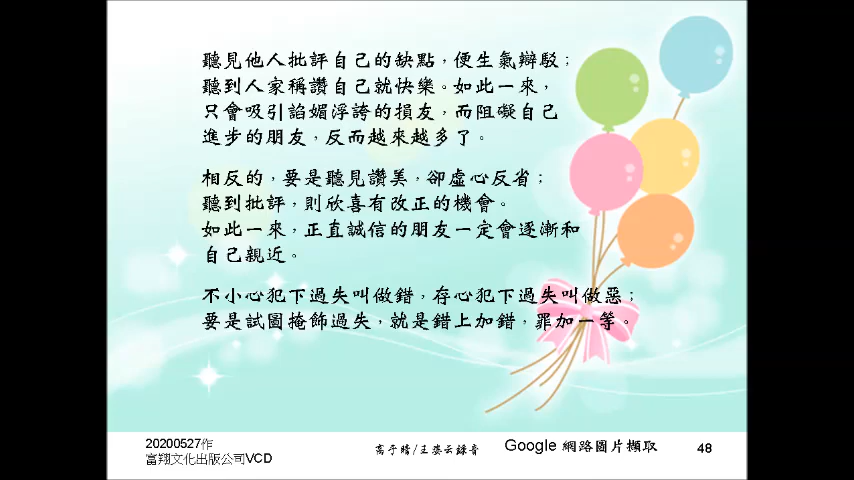 聽見他人批評自己的缺點，便生氣辯駁；
聽到人家稱讚自己就快樂。如此一來，
只會吸引諂媚浮誇的損友，而阻礙自己
進步的朋友，反而越來越多了。
相反的，要是聽見讚美，卻虛心反省；
聽到批評，則欣喜有改正的機會。
如此一來，正直誠信的朋友一定會逐漸和
自己親近。
不小心犯下過失叫做錯，存心犯下過失叫做惡；
要是試圖掩飾過失，就是錯上加錯，罪加一等。
20200527作
富翔文化出版公司VCD
高于晴/王姿云錄音
Google 網路圖片擷取
48